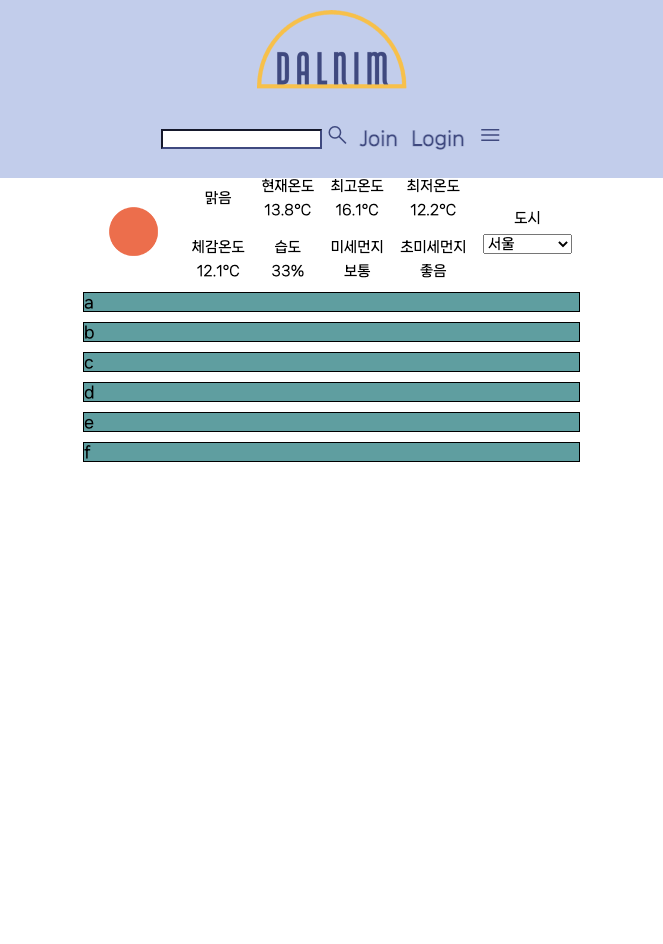 DALNIM
Join Login
맑음 현재온도 최고온도 최저온도
13.8°C 16.1°C 12.2°C
도시
서울
체감온도 습도 미세먼지 초미세먼지
12.1°C 33% 보통 좋음
a
b
c
d
e
f